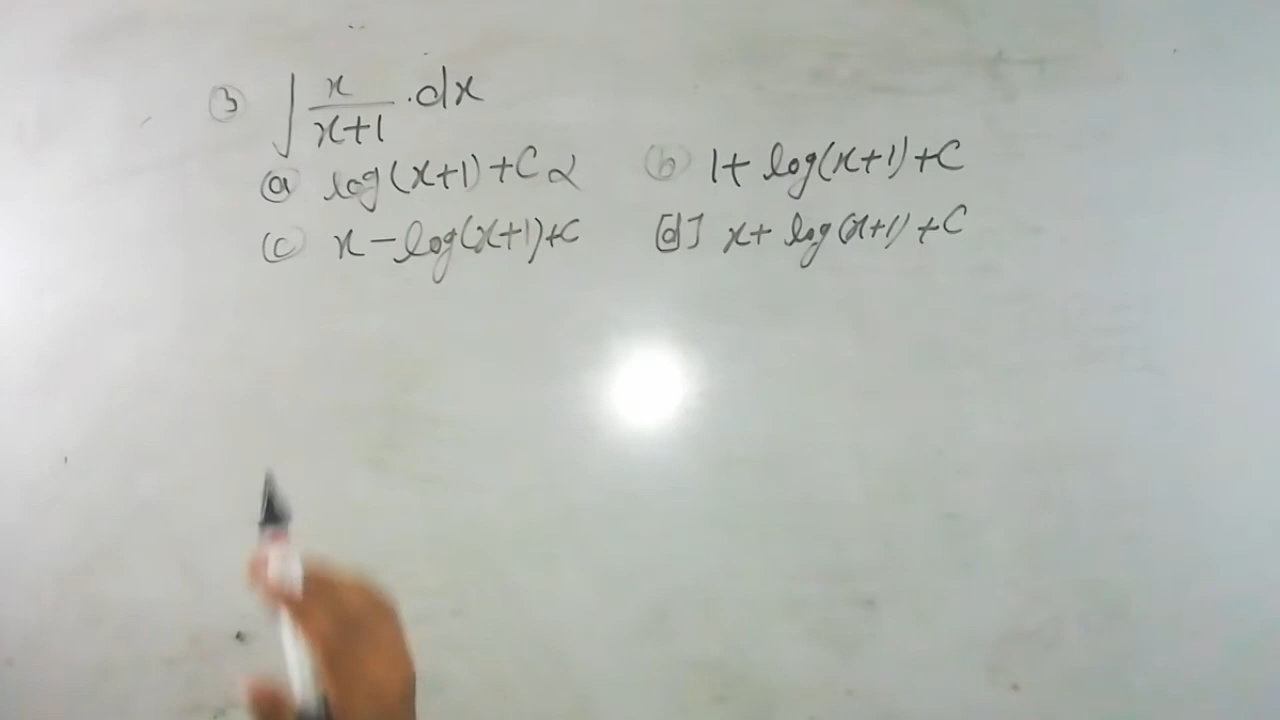 ③ ∫ x/(x+1) .dx
ⓐ log(x+1)+C ⓑ 1+ log(x+1)+C
ⓒ x-log(x+1)+C [d] x+ log(x+1)+C